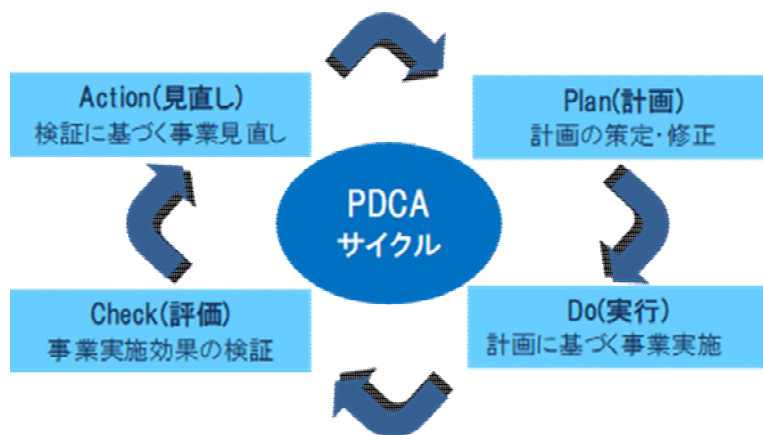 Action(見直し)
検証に基づく事業見直し
Plan(計画)
計画の策定・修正
PDCA
サイクル
Check(評価)
事業実施効果の検証
Do(実行)
計画に基づく事業実施